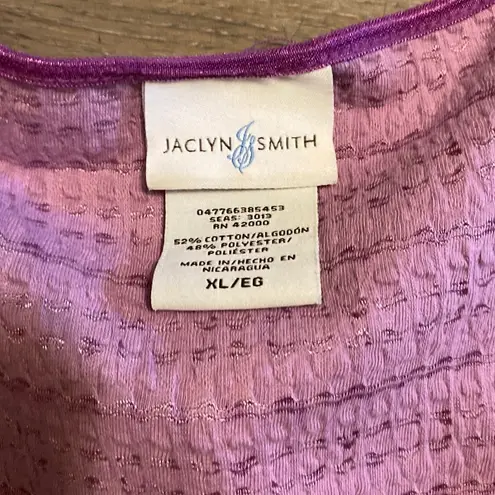 JACLYN JS SMITH
047766385453
SEAS: 3013
RN 42000
52% COTTON/ALGODÓN
48% POLYESTER/
POLIÉSTER
MADE IN/HECHO EN
NICARAGUA
XL/EG